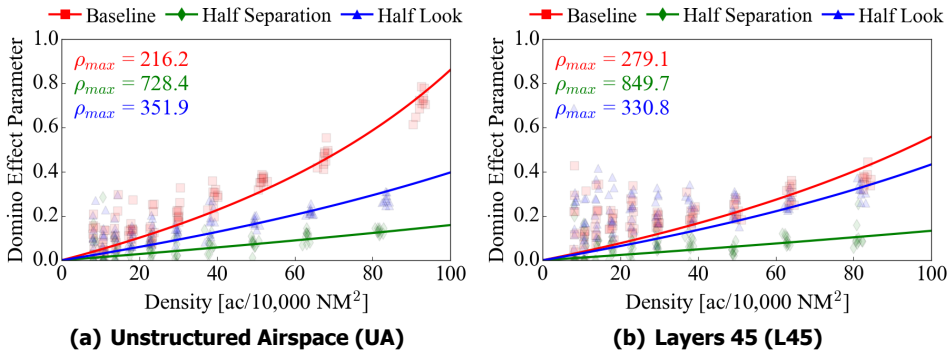 Baseline Half Separation Half Look
Baseline Half Separation Half Look
1.0
0.8
0.6
0.4
0.2
0.0
ρmax = 216.2
ρmax = 728.4
ρmax = 351.9
Domino Effect Parameter
0 20 40 60 80 100
Density [ac/10,000 NM²]
(a) Unstructured Airspace (UA)
1.0
0.8
0.6
0.4
0.2
0.0
ρmax = 279.1
ρmax = 849.7
ρmax = 330.8
Domino Effect Parameter
0 20 40 60 80 100
Density [ac/10,000 NM²]
(b) Layers 45 (L45)